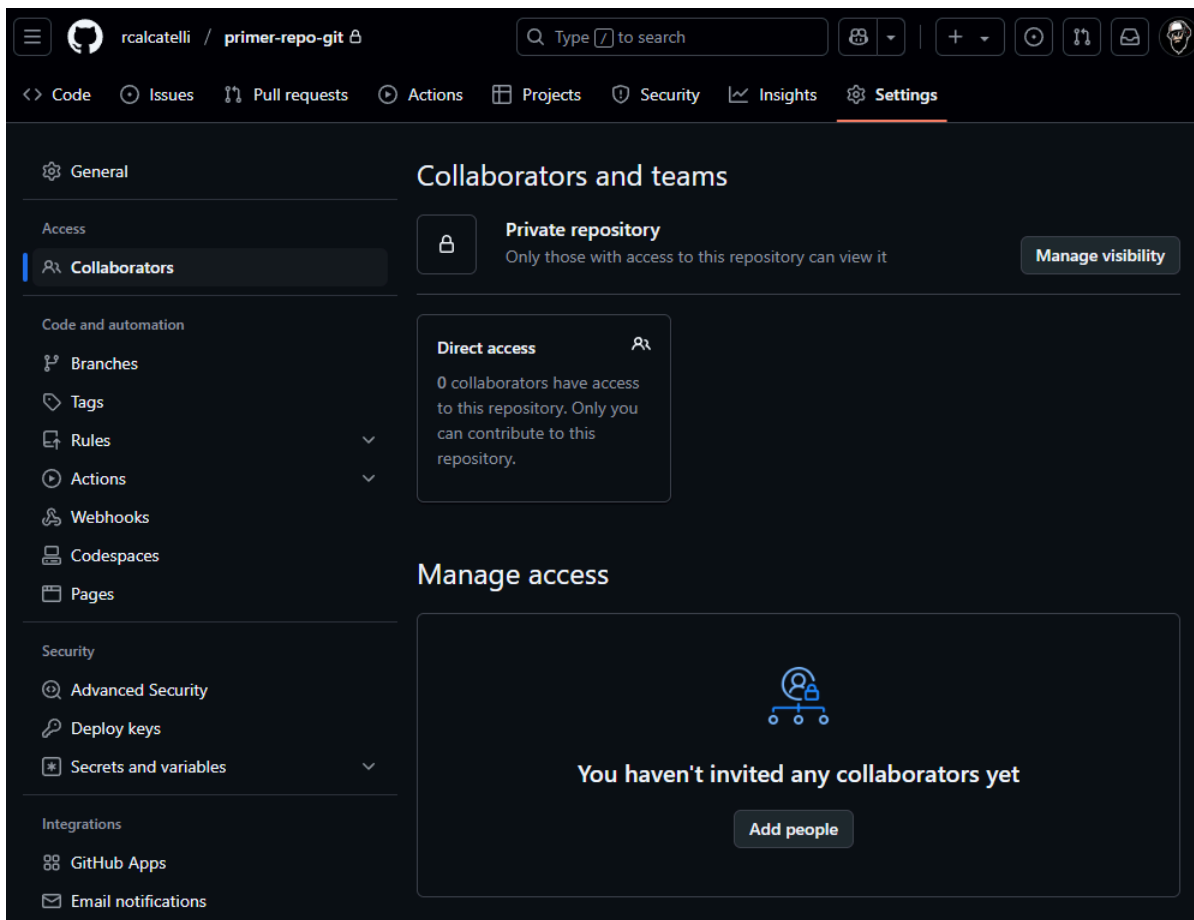 rcalcatelli / primer-repo-git
Type / to search
Code Issues Pull requests Actions Projects Security Insights Settings
General
Access
Collaborators
Code and automation
Branches
Tags
Rules
Actions
Webhooks
Codespaces
Pages
Security
Advanced Security
Deploy keys
Secrets and variables
Integrations
GitHub Apps
Email notifications
Collaborators and teams
Private repository
Only those with access to this repository can view it
Manage visibility
Direct access
0 collaborators have access
to this repository. Only you
can contribute to this
repository.
Manage access
You haven't invited any collaborators yet
Add people